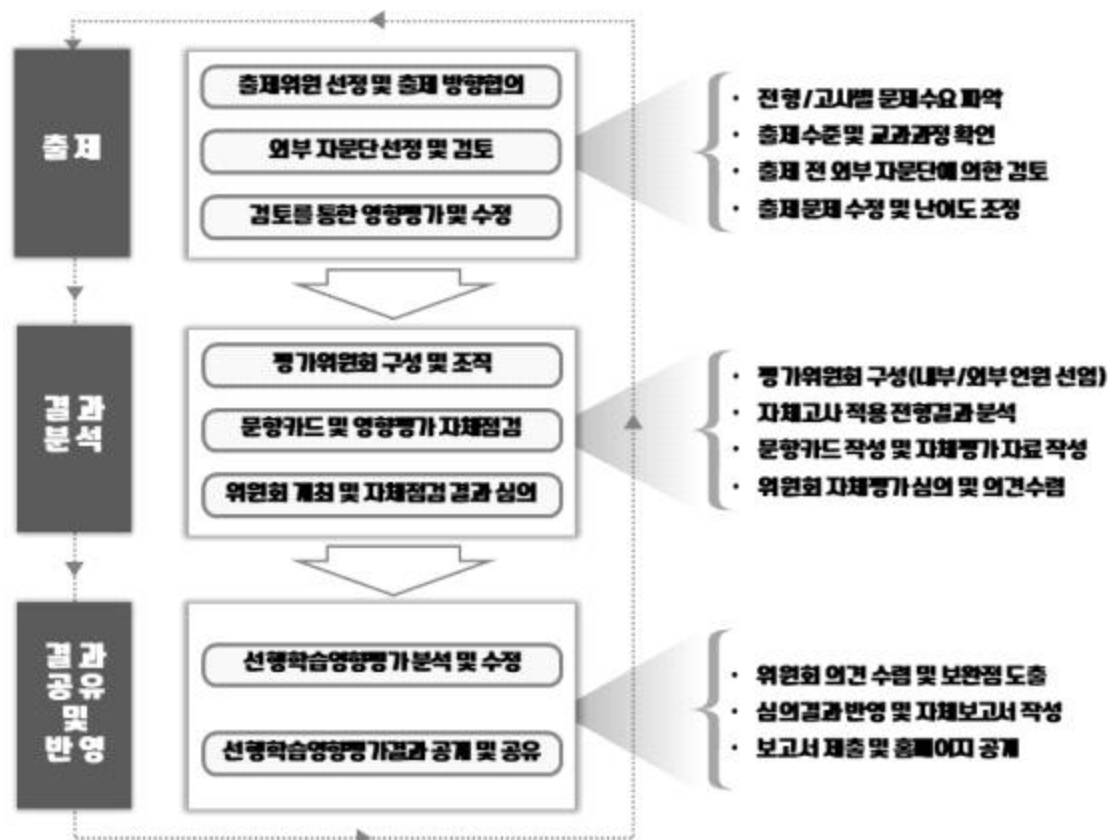 출제
출제위원 선정 및 출제 방향협의
외부 자문단 선정 및 검토
검토를 통한 영향평가 및 수정
· 전형/고사별 문제수요 파악
· 출제 수준 및 교과과정 확인
· 출제 전 외부 자문단에 의한 검토
· 출제문제 수정 및 난이도 조정
결과
분석
평가위원회 구성 및 조직
문항카드 및 영향평가 자체점검
위원회 개최 및 자체점검 결과 심의
· 평가위원회 구성(내부/외부인원 선임)
· 자체고사 적용 전형결과 분석
· 문항카드 작성 및 자체평가 자료 작성
· 위원회 자체평가 심의 및 의견수렴
결과
공유
및
반영
선행학습영향평가 분석 및 수정
선행학습영향평가결과 공개 및 공유
· 위원회 의견 수렴 및 보완점 도출
· 심의결과 반영 및 자체보고서 작성
· 보고서 제출 및 홈페이지 공개